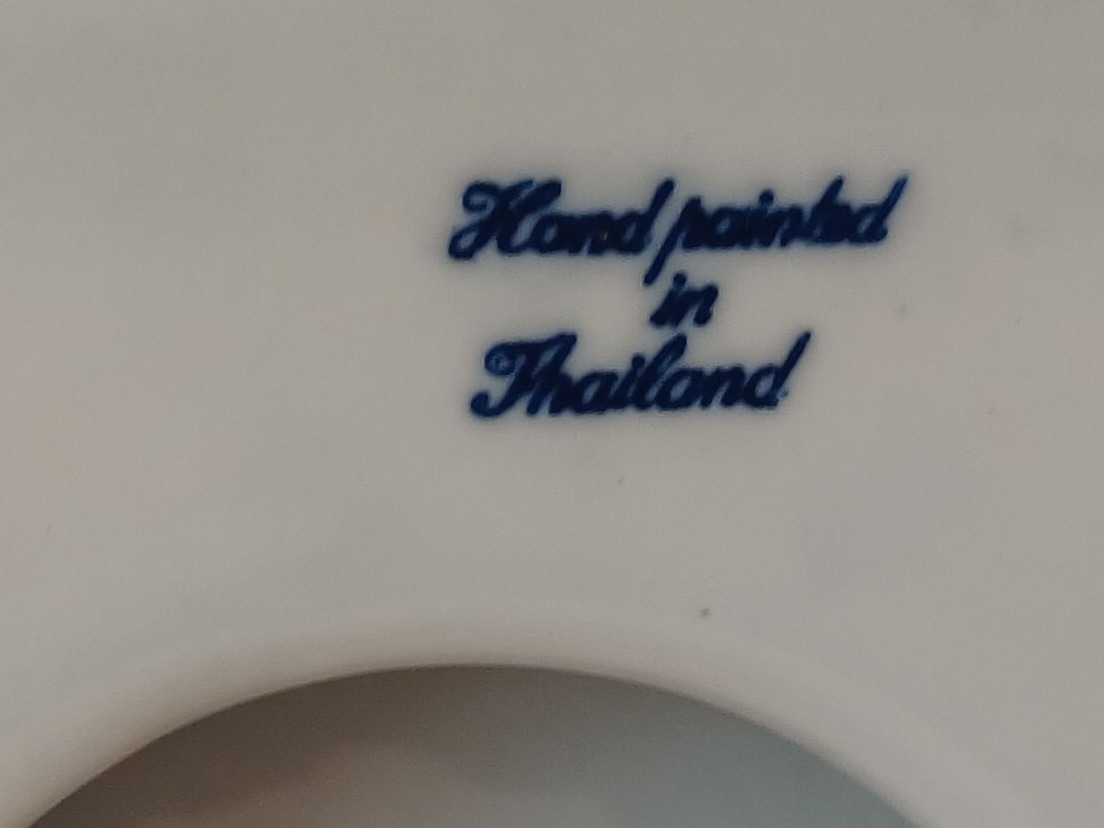 Hand painted
in
Thailand